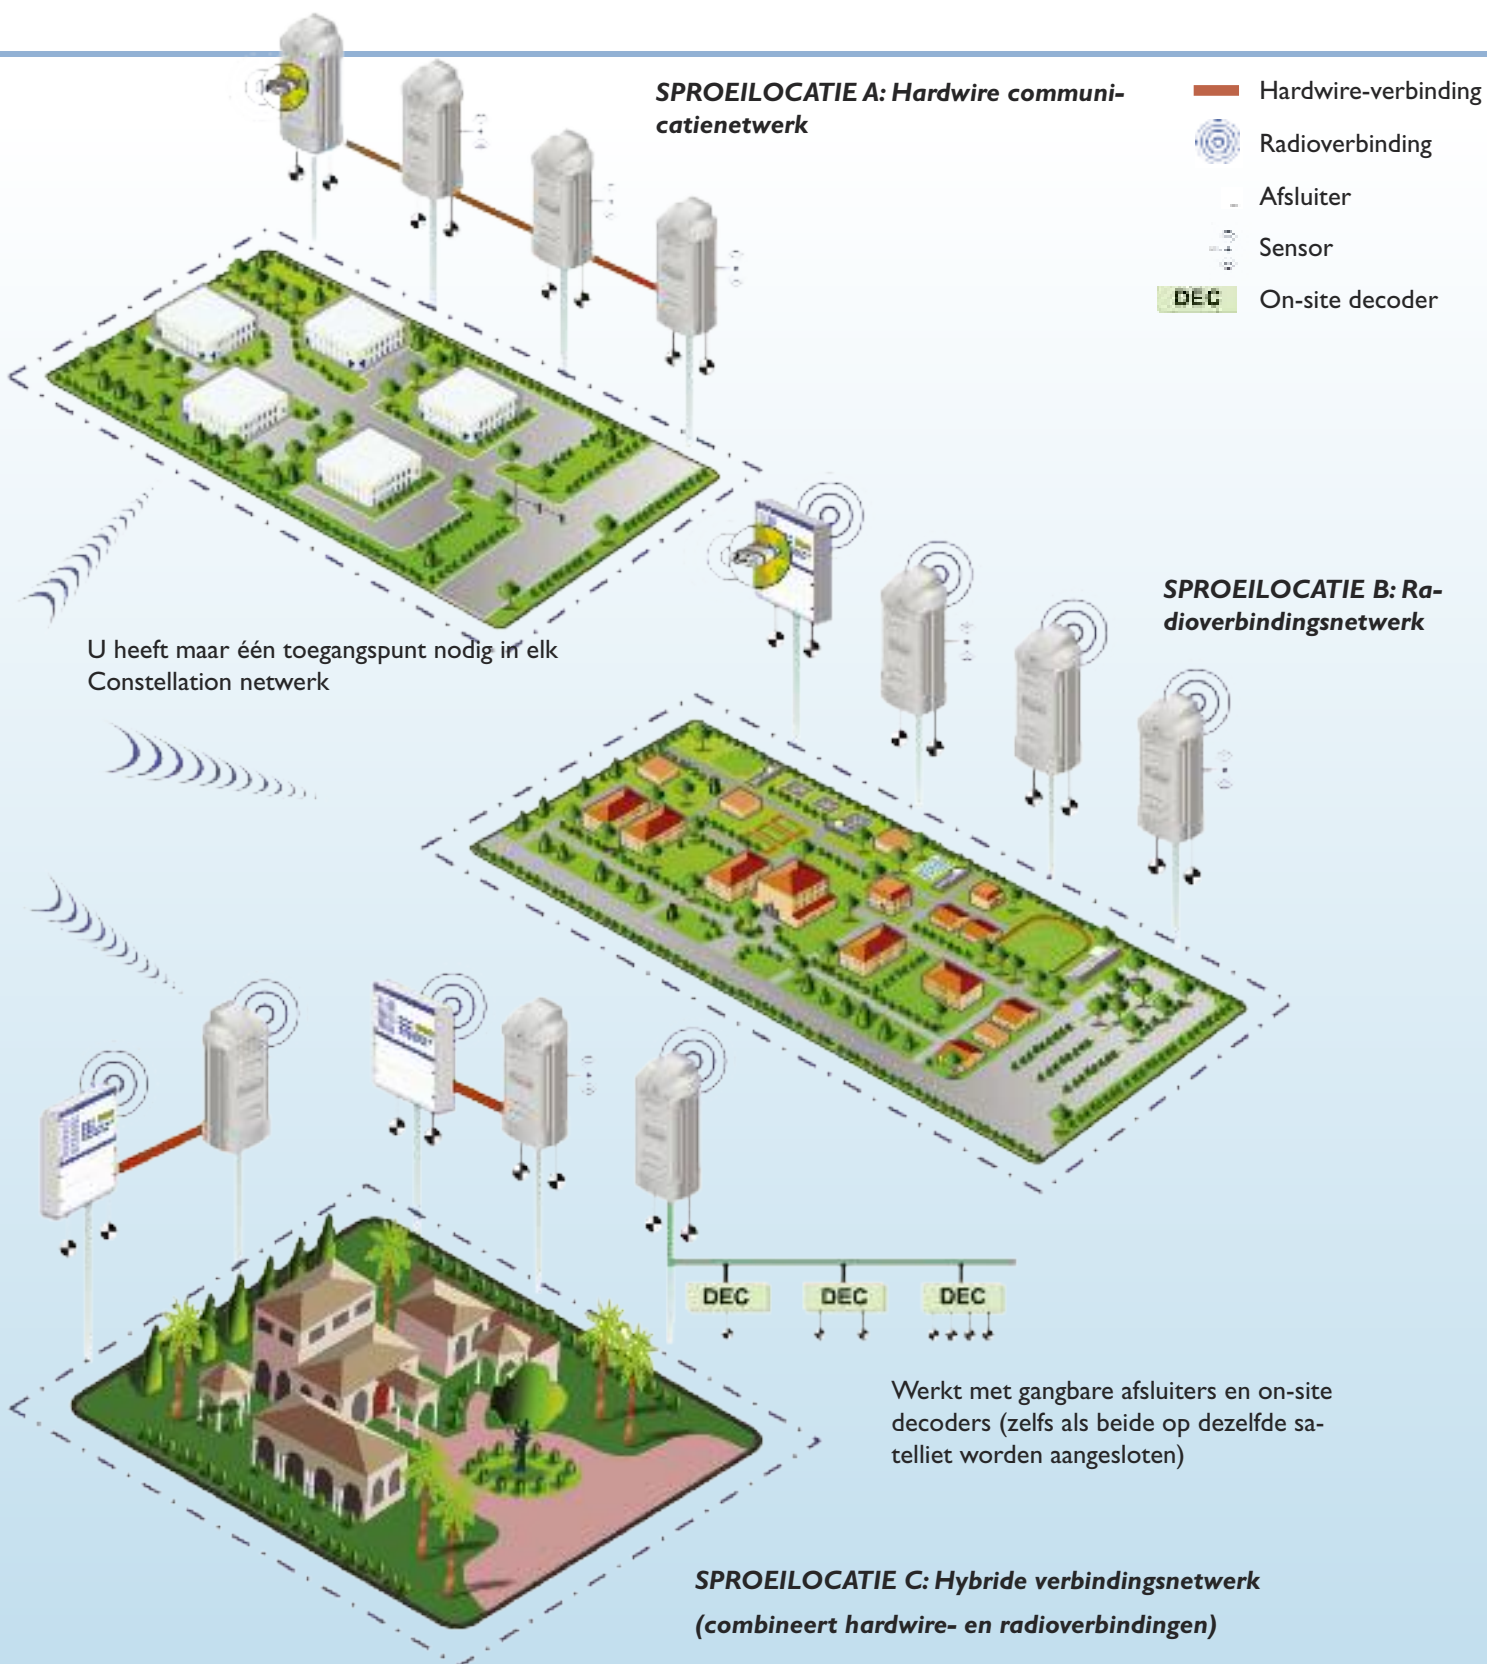 SPROEILOCATIE A: Hardwire communi-
catienetwerk
Hardwire-verbinding
Radioverbinding
Afsluiter
Sensor
DEC On-site decoder
U heeft maar één toegangspunt nodig in elk
Constellation netwerk
SPROEILOCATIE B: Ra-
dioverbindingsnetwerk
DEC DEC DEC
Werkt met gangbare afsluiters en on-site
decoders (zelfs als beide op dezelfde sa-
telliet worden aangesloten)
SPROEILOCATIE C: Hybride verbindingsnetwerk
(combineert hardwire- en radioverbindingen)